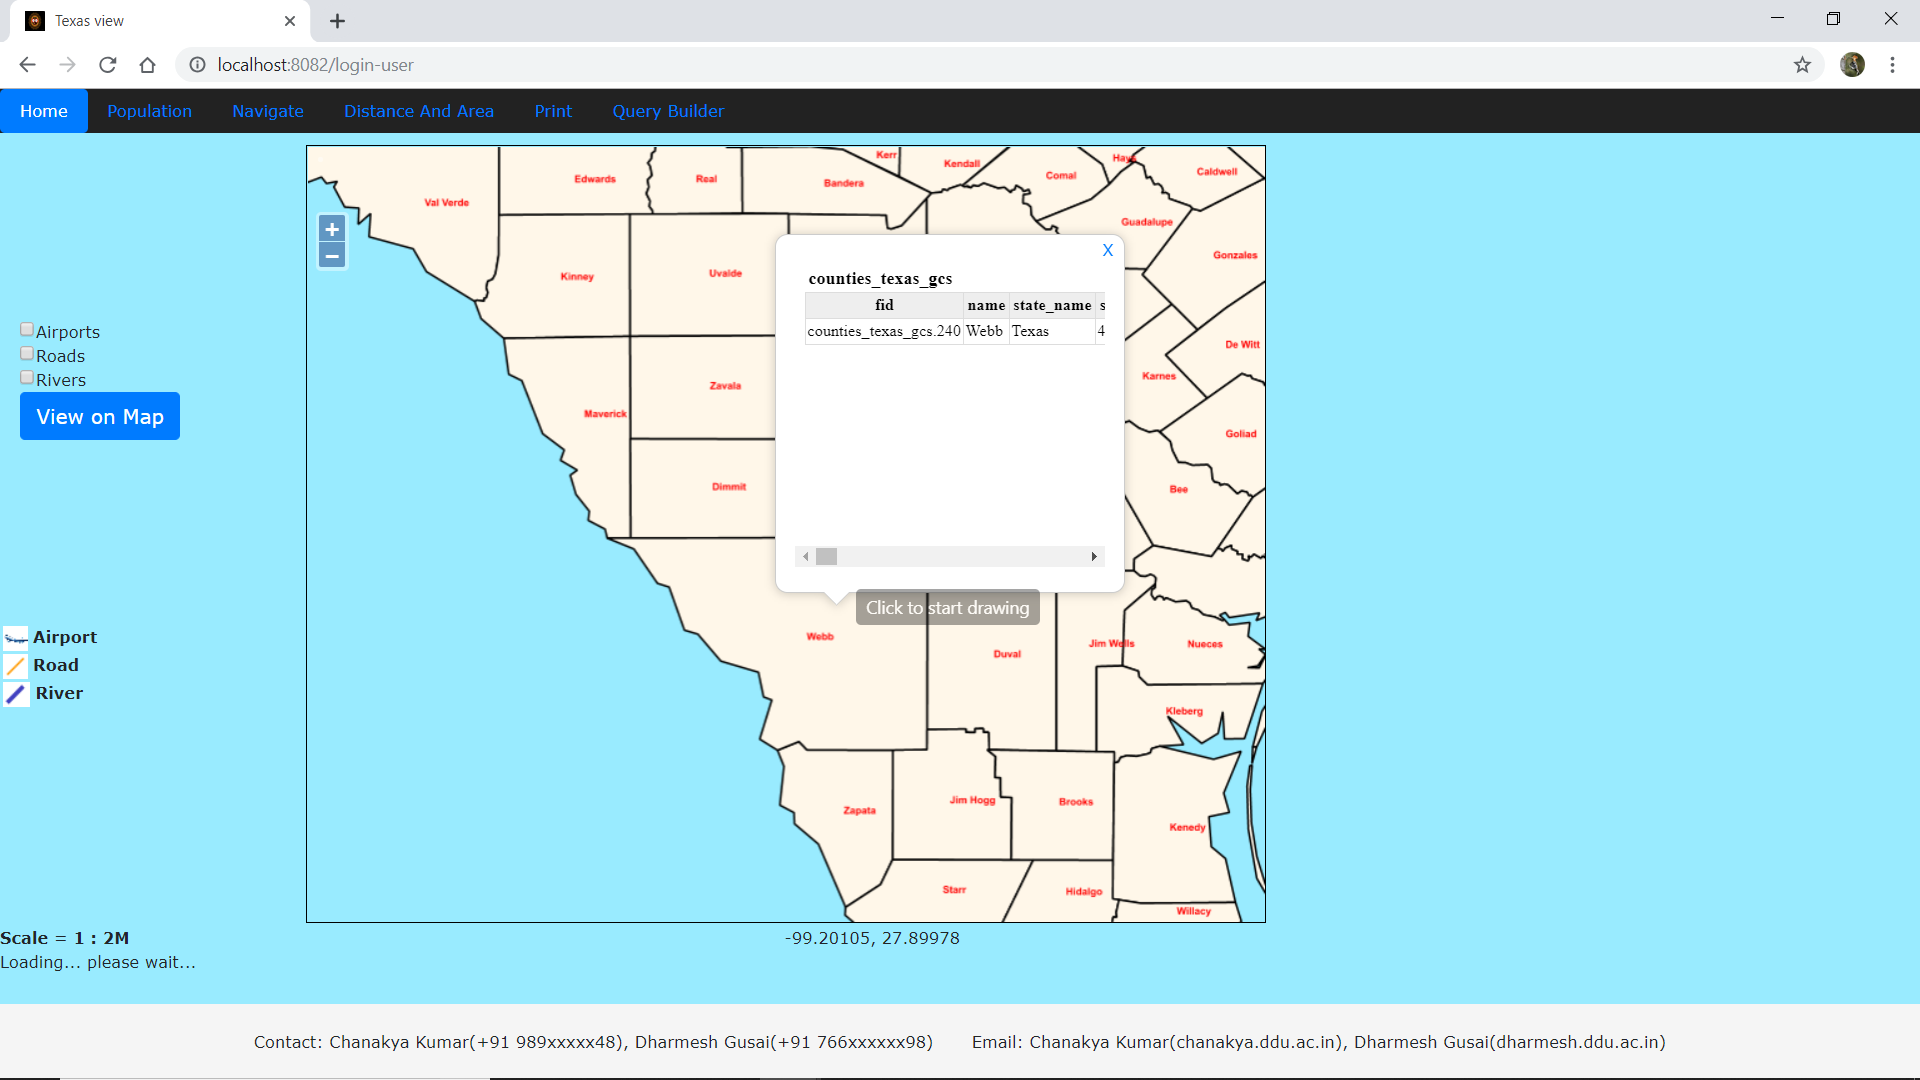 Texas view
localhost:8082/login-user
Home Population Navigate Distance And Area Print Query Builder
Kerr
Kendall
Hays
Comal
Caldwell
Edwards
Real
Bandera
Val Verde
Guadalupe
+
−
Gonzales
Kinney
Uvalde
X
counties_texas_gcs
fid name state_name s
counties_texas_gcs.240 Webb Texas 4
Airports
Roads
Rivers
View on Map
De Witt
Karnes
Zavala
Maverick
Goliad
Dimmit
Bee
Click to start drawing
Airport
Road
River
Webb
Duval
Jim Wells
Nueces
Kleberg
Zapata
Jim Hogg
Brooks
Kenedy
Starr
Hidalgo
Willacy
Scale = 1 : 2M
-99.20105, 27.89978
Loading... please wait...
Contact: Chanakya Kumar(+91 989xxxxx48), Dharmesh Gusai(+91 766xxxxxx98) Email: Chanakya Kumar(chanakya.ddu.ac.in), Dharmesh Gusai(dharmesh.ddu.ac.in)